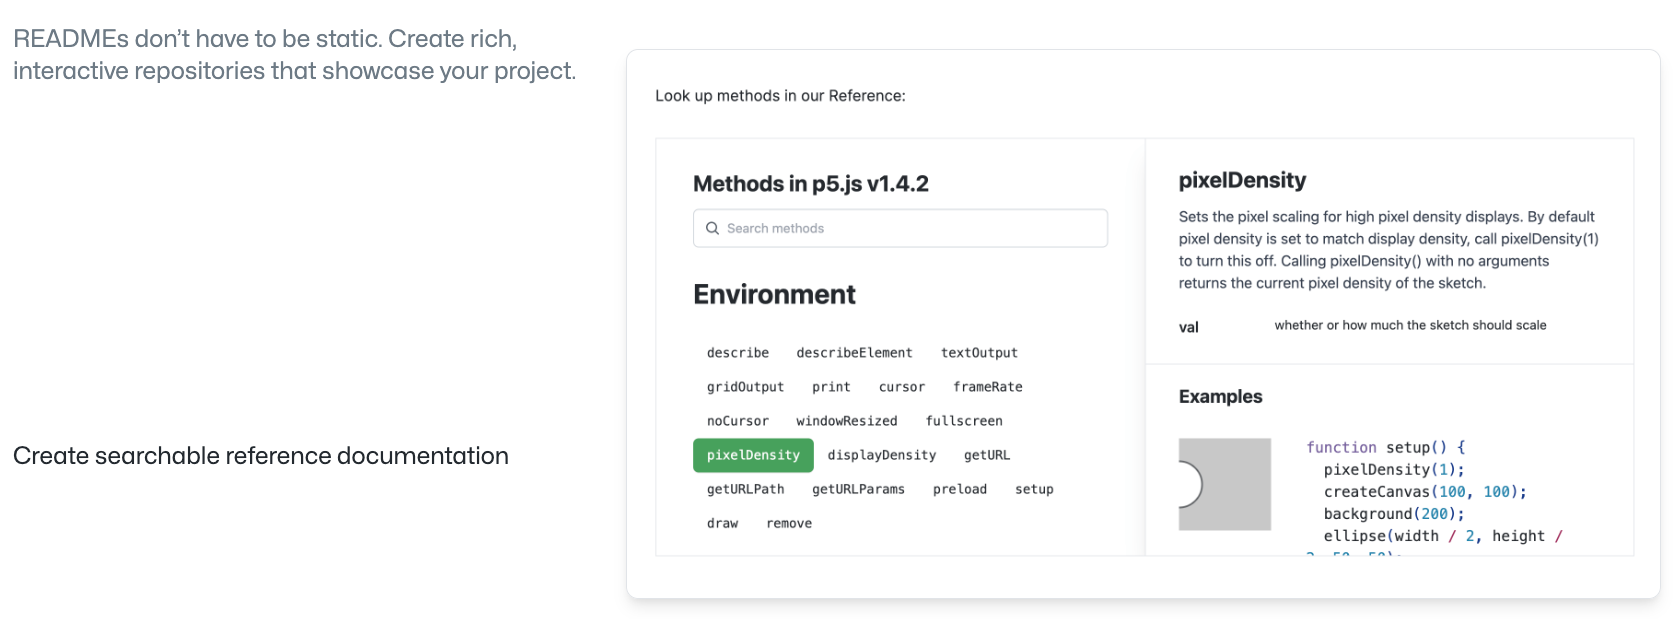 READMEs don't have to be static. Create rich,
interactive repositories that showcase your project.
Create searchable reference documentation
Look up methods in our Reference:
Methods in p5.js v1.4.2
Search methods
Environment
describe describeElement textOutput
gridOutput print cursor frameRate
noCursor windowResized fullscreen
pixelDensity displayDensity getURL
getURLPath getURLParams preload setup
draw remove
pixelDensity
Sets the pixel scaling for high pixel density displays. By default
pixel density is set to match display density, call pixelDensity(1)
to turn this off. Calling pixelDensity() with no arguments
returns the current pixel density of the sketch.
val whether or how much the sketch should scale
Examples
function setup() {
pixelDensity(1);
createCanvas(100, 100);
background(200);
ellipse(width / 2, height /